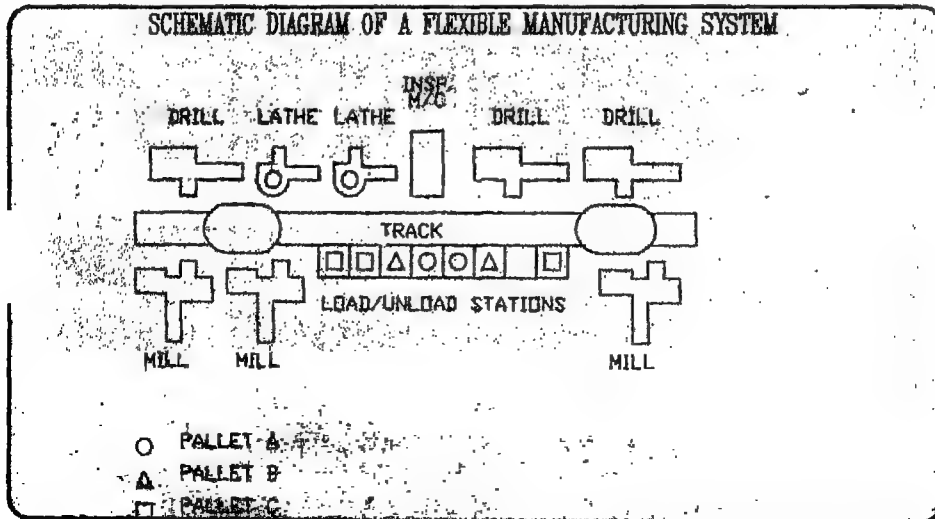 SCHEMATIC DIAGRAM OF A FLEXIBLE MANUFACTURING SYSTEM
INSP
M/C
DRILL LATHE LATHE DRILL DRILL
TRACK
LOAD/UNLOAD STATIONS
MILL MILL MILL
PALLET A
PALLET B
PALLET C